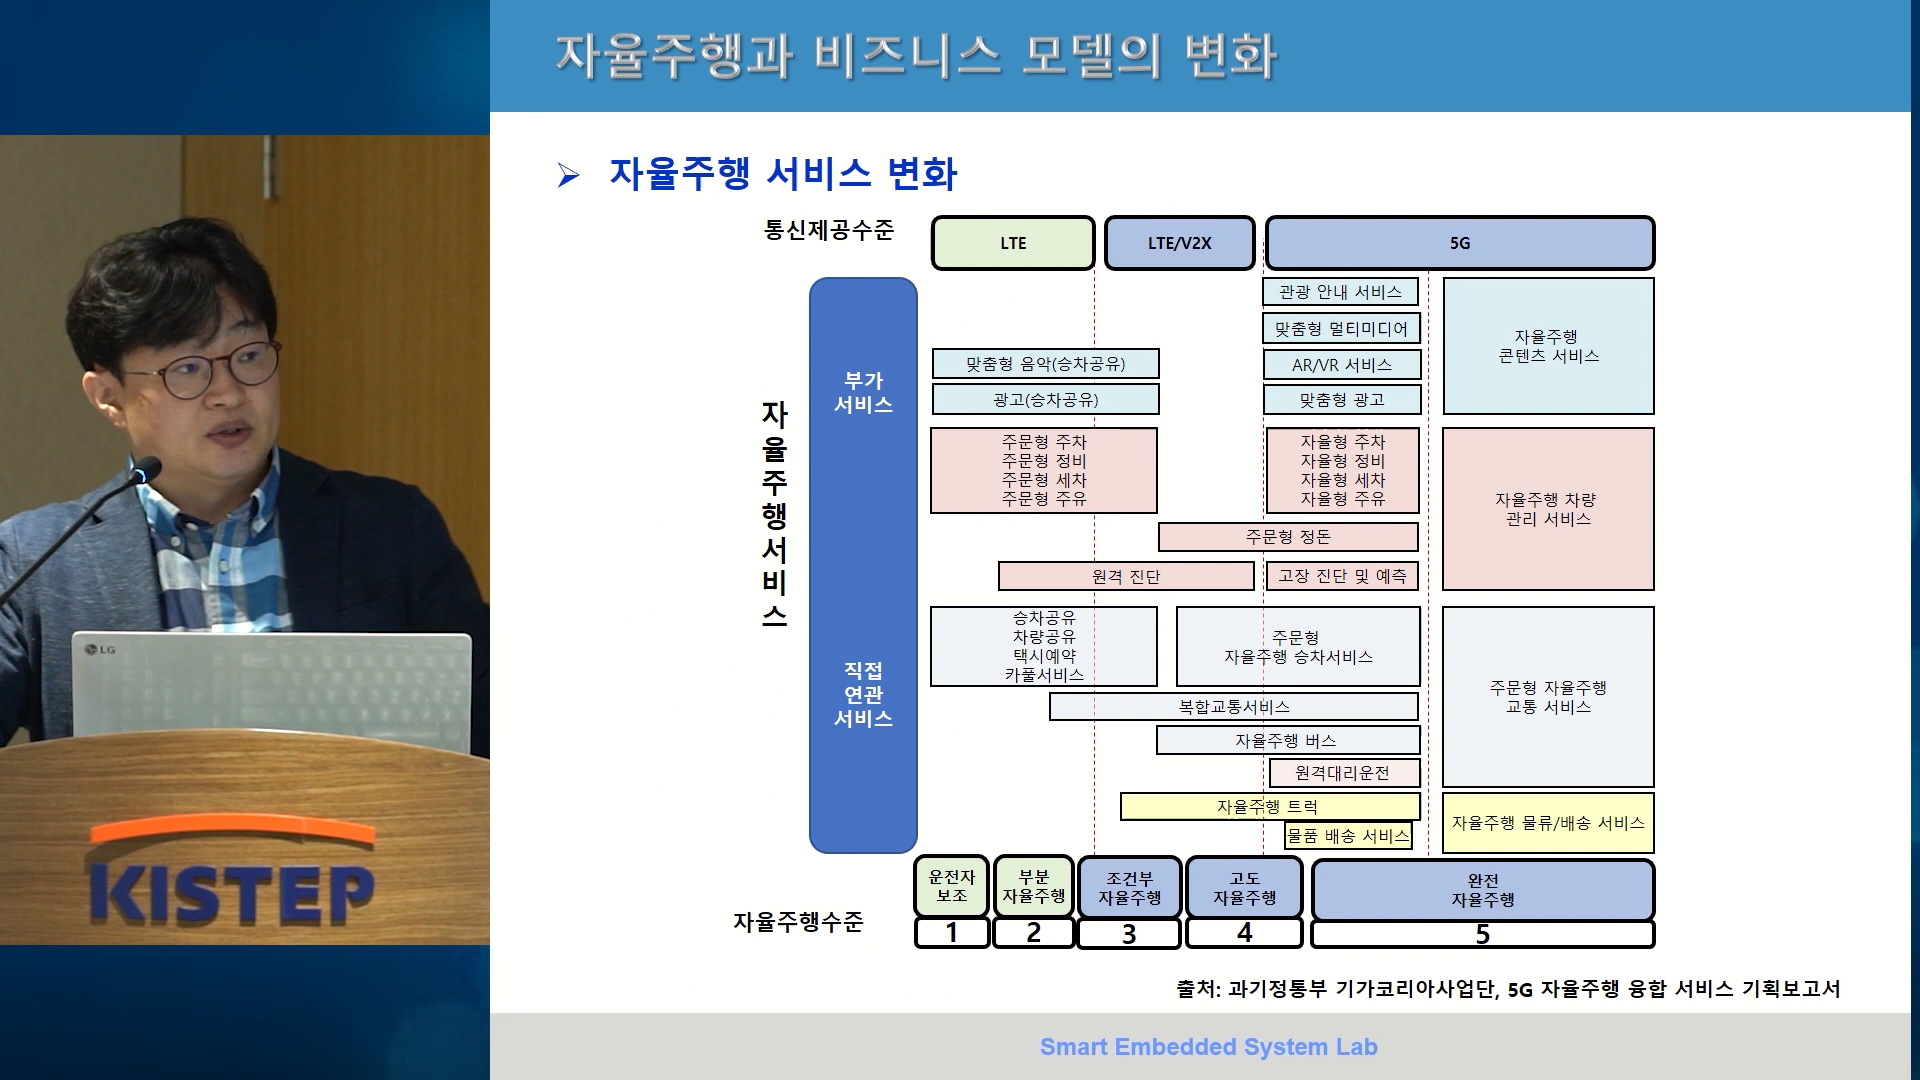 자율주행과 비즈니스 모델의 변화
자율주행 서비스 변화
통신제공수준
LTE
LTE/V2X
5G
자율주행서비스
부가
서비스
직접
연관
서비스
관광 안내 서비스
맞춤형 멀티미디어
맞춤형 음악(승차공유)
AR/VR 서비스
광고(승차공유)
맞춤형 광고
자율주행
콘텐츠 서비스
주문형 주차
주문형 정비
주문형 세차
주문형 주유
자율형 주차
자율형 정비
자율형 세차
자율형 주유
주문형 정돈
원격 진단
고장 진단 및 예측
자율주행 차량
관리 서비스
승차공유
차량공유
택시예약
카풀서비스
주문형
자율주행 승차서비스
복합교통서비스
자율주행 버스
원격대리운전
주문형 자율주행
교통 서비스
자율주행 트럭
물품 배송 서비스
자율주행 물류/배송 서비스
자율주행수준
운전자
보조
1
부분
자율주행
2
조건부
자율주행
3
고도
자율주행
4
완전
자율주행
5
출처: 과기정통부 기가코리아사업단, 5G 자율주행 융합 서비스 기획보고서
Smart Embedded System Lab
LG
KISTEP